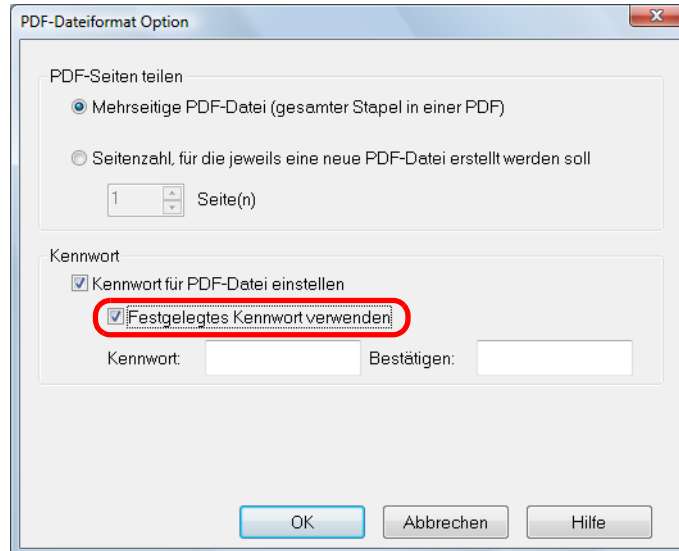 PDF-Dateiformat Option
PDF-Seiten teilen
Mehrseitige PDF-Datei (gesamter Stapel in einer PDF)
Seitenzahl, für die jeweils eine neue PDF-Datei erstellt werden soll
1 Seite(n)
Kennwort
Kennwort für PDF-Datei einstellen
Festgelegtes Kennwort verwenden
Kennwort: Bestätigen:
OK Abbrechen Hilfe